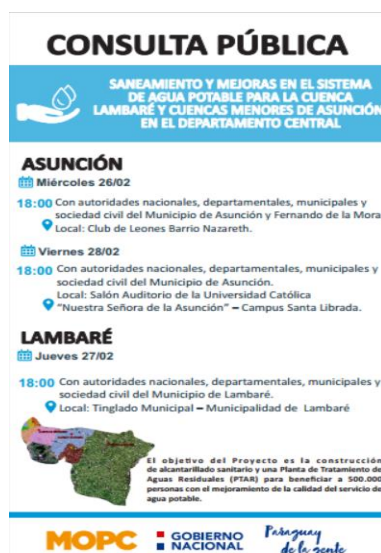 CONSULTA PÚBLICA
SANEAMIENTO Y MEJORAS EN EL SISTEMA
DE AGUA POTABLE PARA LA CUENCA
LAMBARÉ Y CUENCAS MENORES DE ASUNCIÓN
EN EL DEPARTAMENTO CENTRAL
ASUNCIÓN
Miércoles 26/02
18:00 Con autoridades nacionales, departamentales, municipales y
sociedad civil del Municipio de Asunción y Fernando de la Mora
Local: Club de Leones Barrio Nazareth.
Viernes 28/02
18:00 Con autoridades nacionales, departamentales, municipales y
sociedad civil del Municipio de Asunción.
Local: Salón Auditorio de la Universidad Católica
"Nuestra Señora de la Asunción" – Campus Santa Librada.
LAMBARÉ
Jueves 27/02
18:00 Con autoridades nacionales, departamentales, municipales y
sociedad civil del Municipio de Lambaré.
Local: Tinglado Municipal – Municipalidad de Lambaré
El objetivo del Proyecto es la construcción
de alcantarillado sanitario y una Planta de Tratamiento de
Aguas Residuales (PTAR) para beneficiar a 500.000
personas con el mejoramiento de la calidad del servicio de
agua potable.
MOPC
GOBIERNO
NACIONAL
Paraguay
de la gente